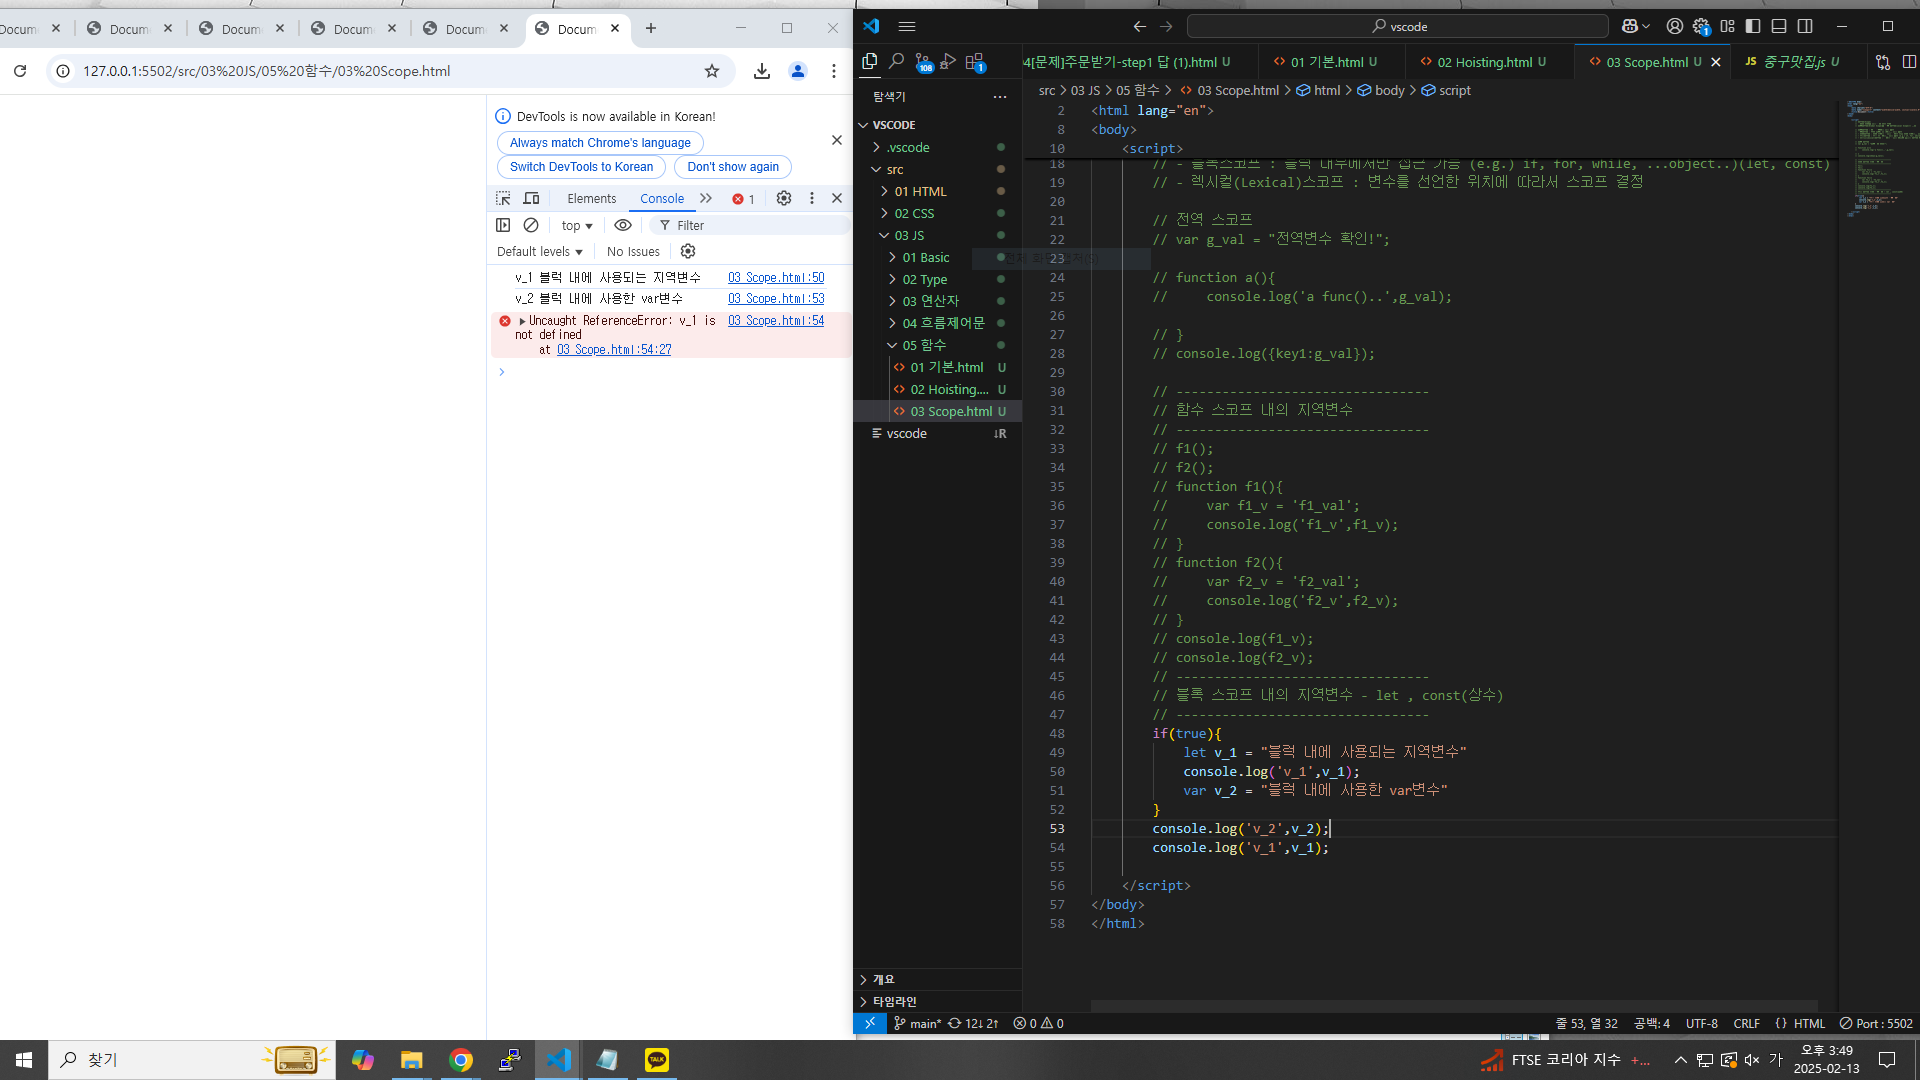 Docume
Docum
Docum
Docum
Docum
Docum
127.0.0.1:5502/src/03%20JS/05%20함수/03%20Scope.html
DevTools is now available in Korean!
Always match Chrome's language
Switch DevTools to Korean
Don't show again
Elements
Console
1
top
Filter
Default levels
No Issues
v_1 블럭 내에 사용되는 지역변수 03 Scope.html:50
v_2 블럭 내에 사용한 var변수 03 Scope.html:53
Uncaught ReferenceError: v_1 is 03 Scope.html:54
not defined
at 03 Scope.html:54:27
vscode
1
108
1
4[문제]주문받기-step1 답 (1).html U
01 기본.html U
02 Hoisting.html U
03 Scope.html U
JS 중구맛집.js U
탐색기
src > 03 JS > 05 함수 > 03 Scope.html > html > body > script
VSCODE
.vscode
src
01 HTML
02 CSS
03 JS
01 Basic
02 Type
03 연산자
04 흐름제어문
05 함수
01 기본.html U
02 Hoisting.... U
03 Scope.html U
vscode ↓R
개요
타임라인
2 <html lang="en">
8 <body>
10 <script>
18 // - 블록스코프 : 블럭 내부에서만 접근 가능 (e.g.) if, for, while, ...object..)(let, const)
19 // - 렉시컬(Lexical)스코프 : 변수를 선언한 위치에 따라서 스코프 결정
20
21 // 전역 스코프
22 // var g_val = "전역변수 확인!";
23
24 // function a(){
25 //     console.log('a func()..',g_val);
26
27 // }
28 // console.log({key1:g_val});
29
30 // ---------------------------------
31 // 함수 스코프 내의 지역변수
32 // ---------------------------------
33 // f1();
34 // f2();
35 // function f1(){
36 //     var f1_v = 'f1_val';
37 //     console.log('f1_v',f1_v);
38 // }
39 // function f2(){
40 //     var f2_v = 'f2_val';
41 //     console.log('f2_v',f2_v);
42 // }
43 // console.log(f1_v);
44 // console.log(f2_v);
45 // ---------------------------------
46 // 블록 스코프 내의 지역변수 - let , const(상수)
47 // ---------------------------------
48 if(true){
49     let v_1 = "블럭 내에 사용되는 지역변수"
50     console.log('v_1',v_1);
51     var v_2 = "블럭 내에 사용한 var변수"
52 }
53 console.log('v_2',v_2);
54 console.log('v_1',v_1);
55
56 </script>
57 </body>
58 </html>
main* 12↓ 2↑ 0 0
줄 53, 열 32 공백: 4 UTF-8 CRLF {} HTML Port : 5502
찾기
TALK
FTSE 코리아 지수 +...
가
오후 3:49
2025-02-13